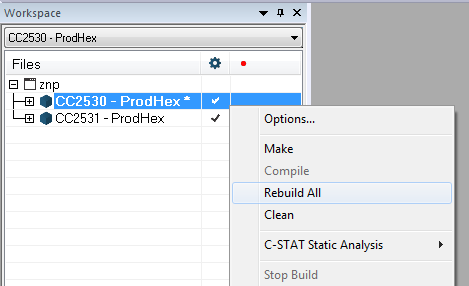 Workspace
CC2530 - ProdHex
Files
znp
CC2530 - ProdHex *
CC2531 - ProdHex
Options...
Make
Compile
Rebuild All
Clean
C-STAT Static Analysis
Stop Build